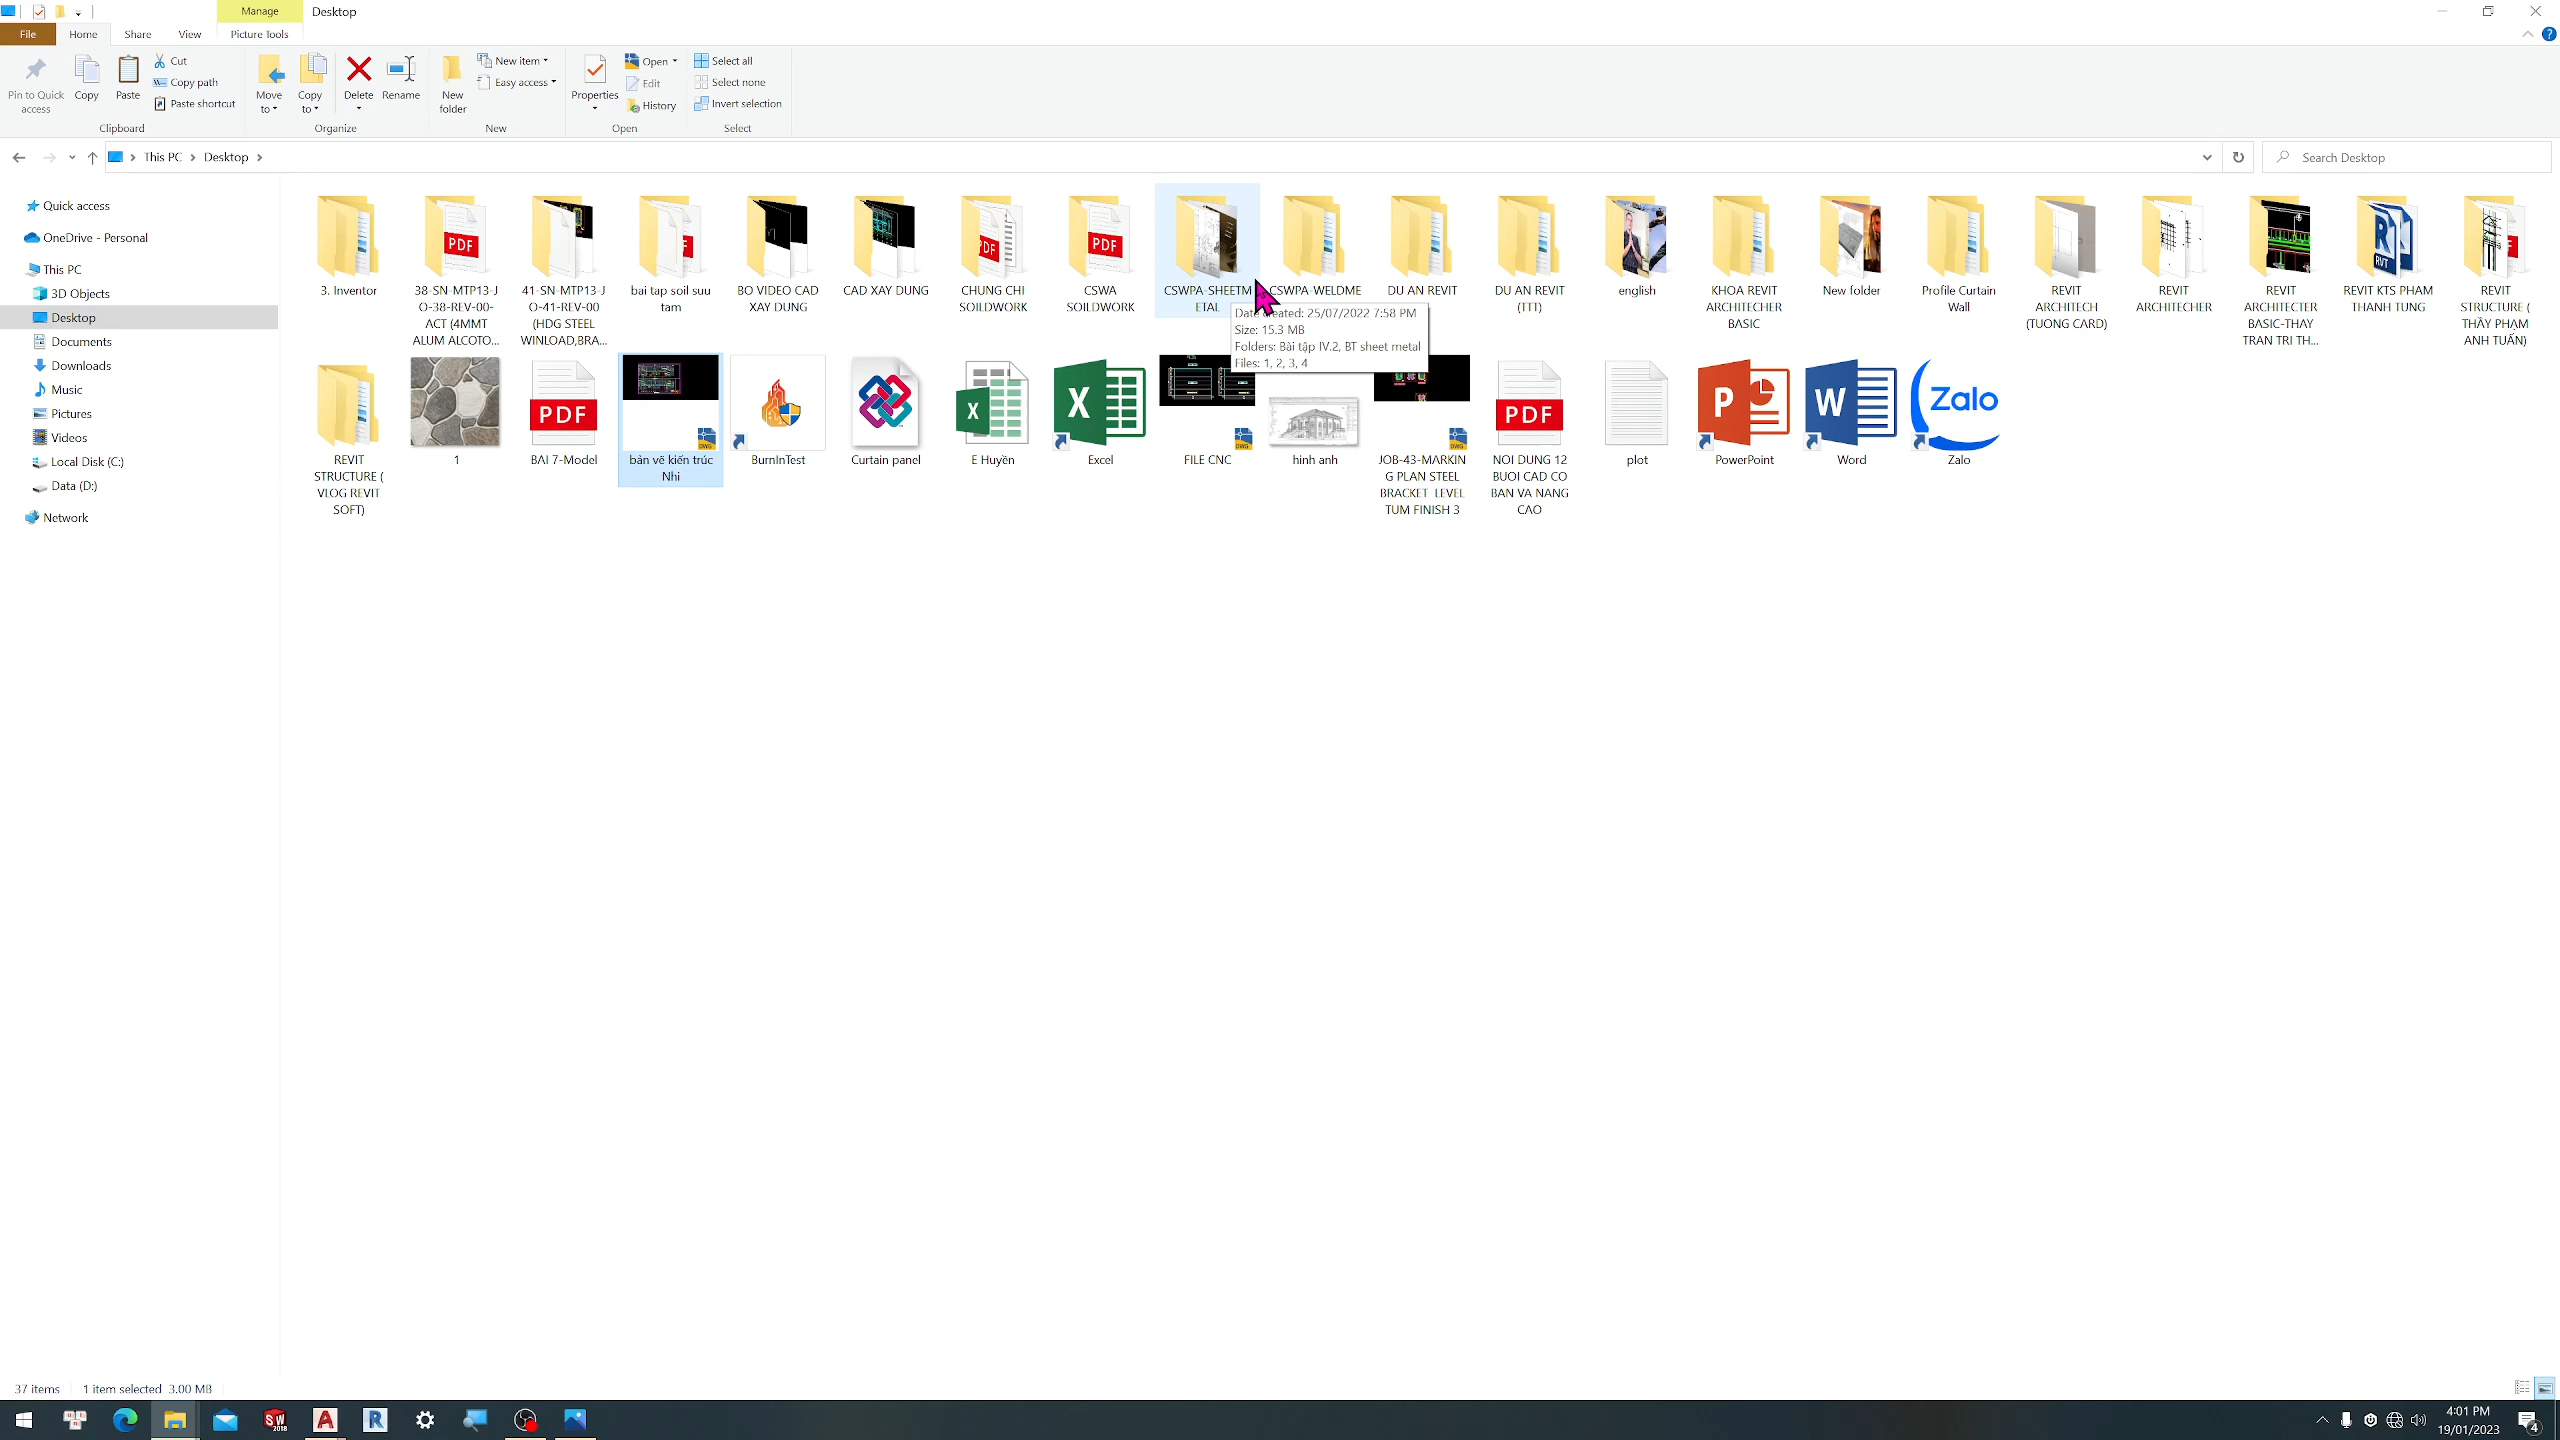 Manage
Desktop
File
Home
Share
View
Picture Tools
Pin to Quick
access
Copy
Paste
Cut
Copy path
Paste shortcut
Clipboard
Move
to
Copy
to
Delete
Rename
Organize
New
folder
New item
Easy access
New
Properties
Open
Edit
History
Open
Select all
Select none
Invert selection
Select
This PC
Desktop
Search Desktop
Quick access
OneDrive - Personal
This PC
3D Objects
Desktop
Documents
Downloads
Music
Pictures
Videos
Local Disk (C:)
Data (D:)
Network
3. Inventor
38-SN-MTP13-J
O-38-REV-00-
ACT (4MMT
ALUM ALCOTO...
41-SN-MTP13-J
O-41-REV-00
(HDG STEEL
WINLOAD,BRA...
bai tap soil suu
tam
BO VIDEO CAD
XAY DUNG
CAD XAY DUNG
CHUNG CHI
SOILDWORK
CSWA
SOILDWORK
CSWPA-SHEETM
ETAL
CSWPA-WELDME
DU AN REVIT
DU AN REVIT
(TTT)
english
KHOA REVIT
ARCHITECHER
BASIC
New folder
Profile Curtain
Wall
REVIT
ARCHITECH
(TUONG CARD)
REVIT
ARCHITECHER
REVIT
ARCHITECTER
BASIC-THAY
TRAN TRI TH...
REVIT KTS PHAM
THANH TUNG
REVIT
STRUCTURE (
THẦY PHẠM
ANH TUẤN)
Date created: 25/07/2022 7:58 PM
Size: 15.3 MB
Folders: Bài tập IV.2, BT sheet metal
Files: 1, 2, 3, 4
REVIT
STRUCTURE (
VLOG REVIT
SOFT)
1
PDF
BAI 7-Model
DWG
bản vẽ kiến trúc
Nhi
BurnInTest
Curtain panel
E Huyền
Excel
DWG
FILE CNC
hinh anh
DWG
JOB-43-MARKIN
G PLAN STEEL
BRACKET LEVEL
TUM FINISH 3
PDF
NOI DUNG 12
BUOI CAD CO
BAN VA NANG
CAO
plot
PowerPoint
Word
Zalo
Zalo
37 items
1 item selected 3.00 MB
SW
2018
A
R
4:01 PM
19/01/2023
4